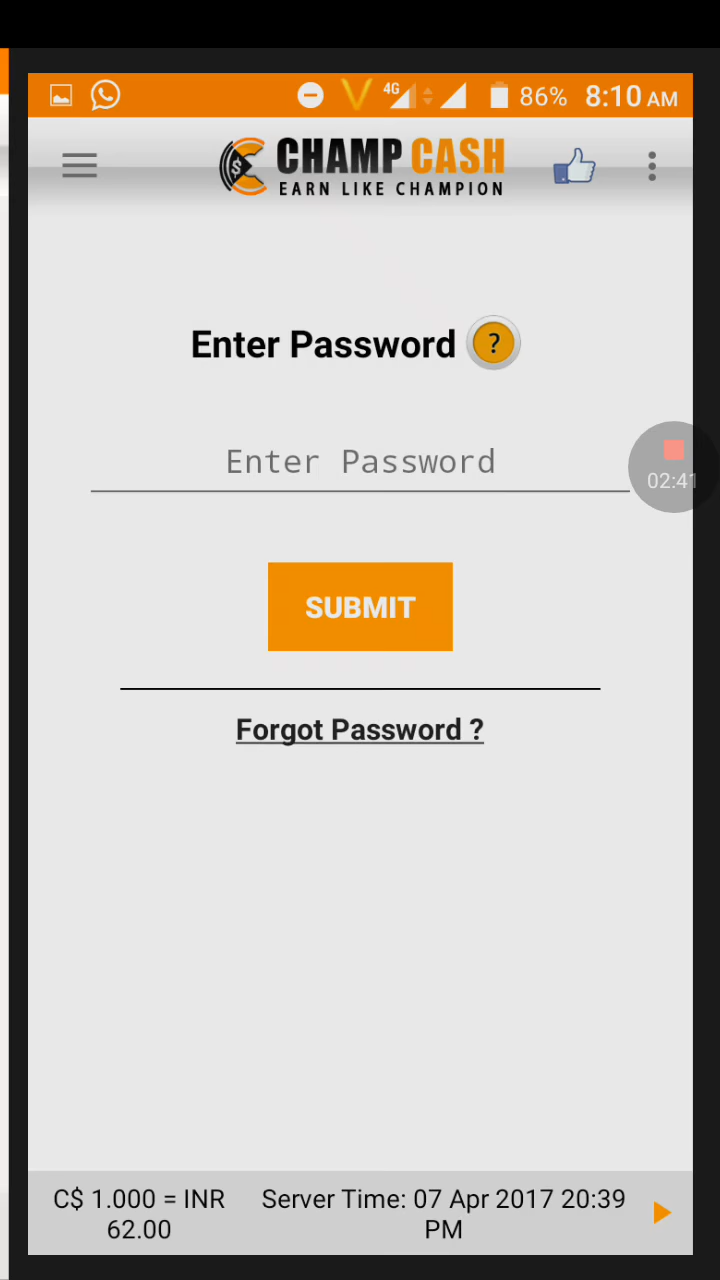 4G 86% 8:10 AM
CHAMP CASH
EARN LIKE CHAMPION
Enter Password ?
Enter Password
02:41
SUBMIT
Forgot Password ?
C$ 1.000 = INR 62.00
Server Time: 07 Apr 2017 20:39 PM